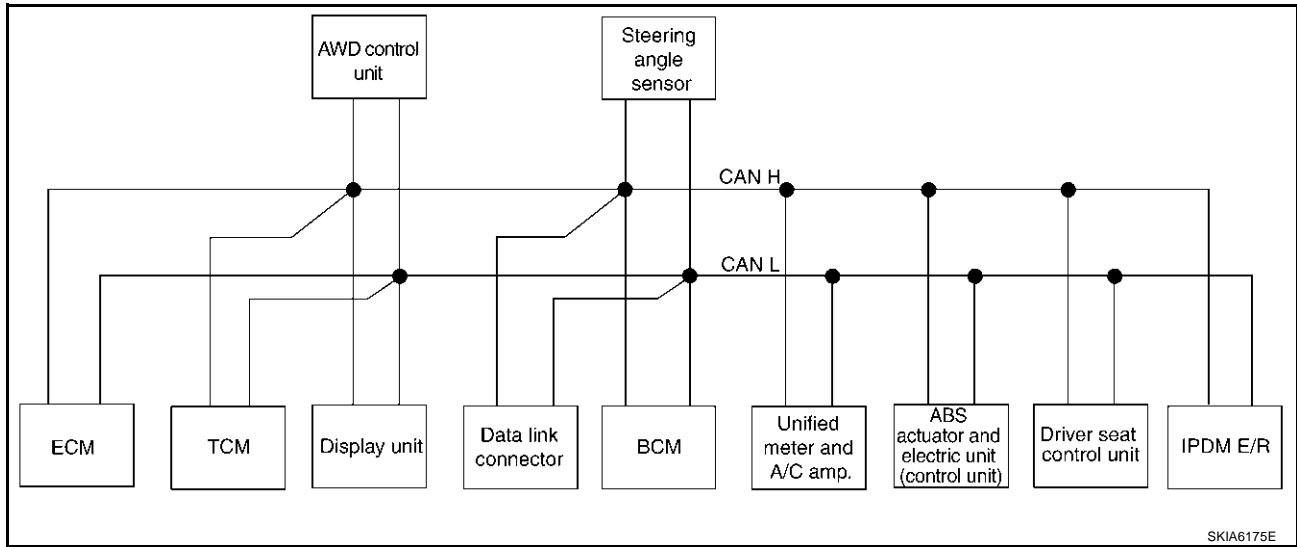 AWD control
unit
Steering
angle
sensor
CAN H
CAN L
ECM
TCM
Display unit
Data link
connector
BCM
Unified
meter and
A/C amp.
ABS
actuator and
electric unit
(control unit)
Driver seat
control unit
IPDM E/R
SKIA6175E